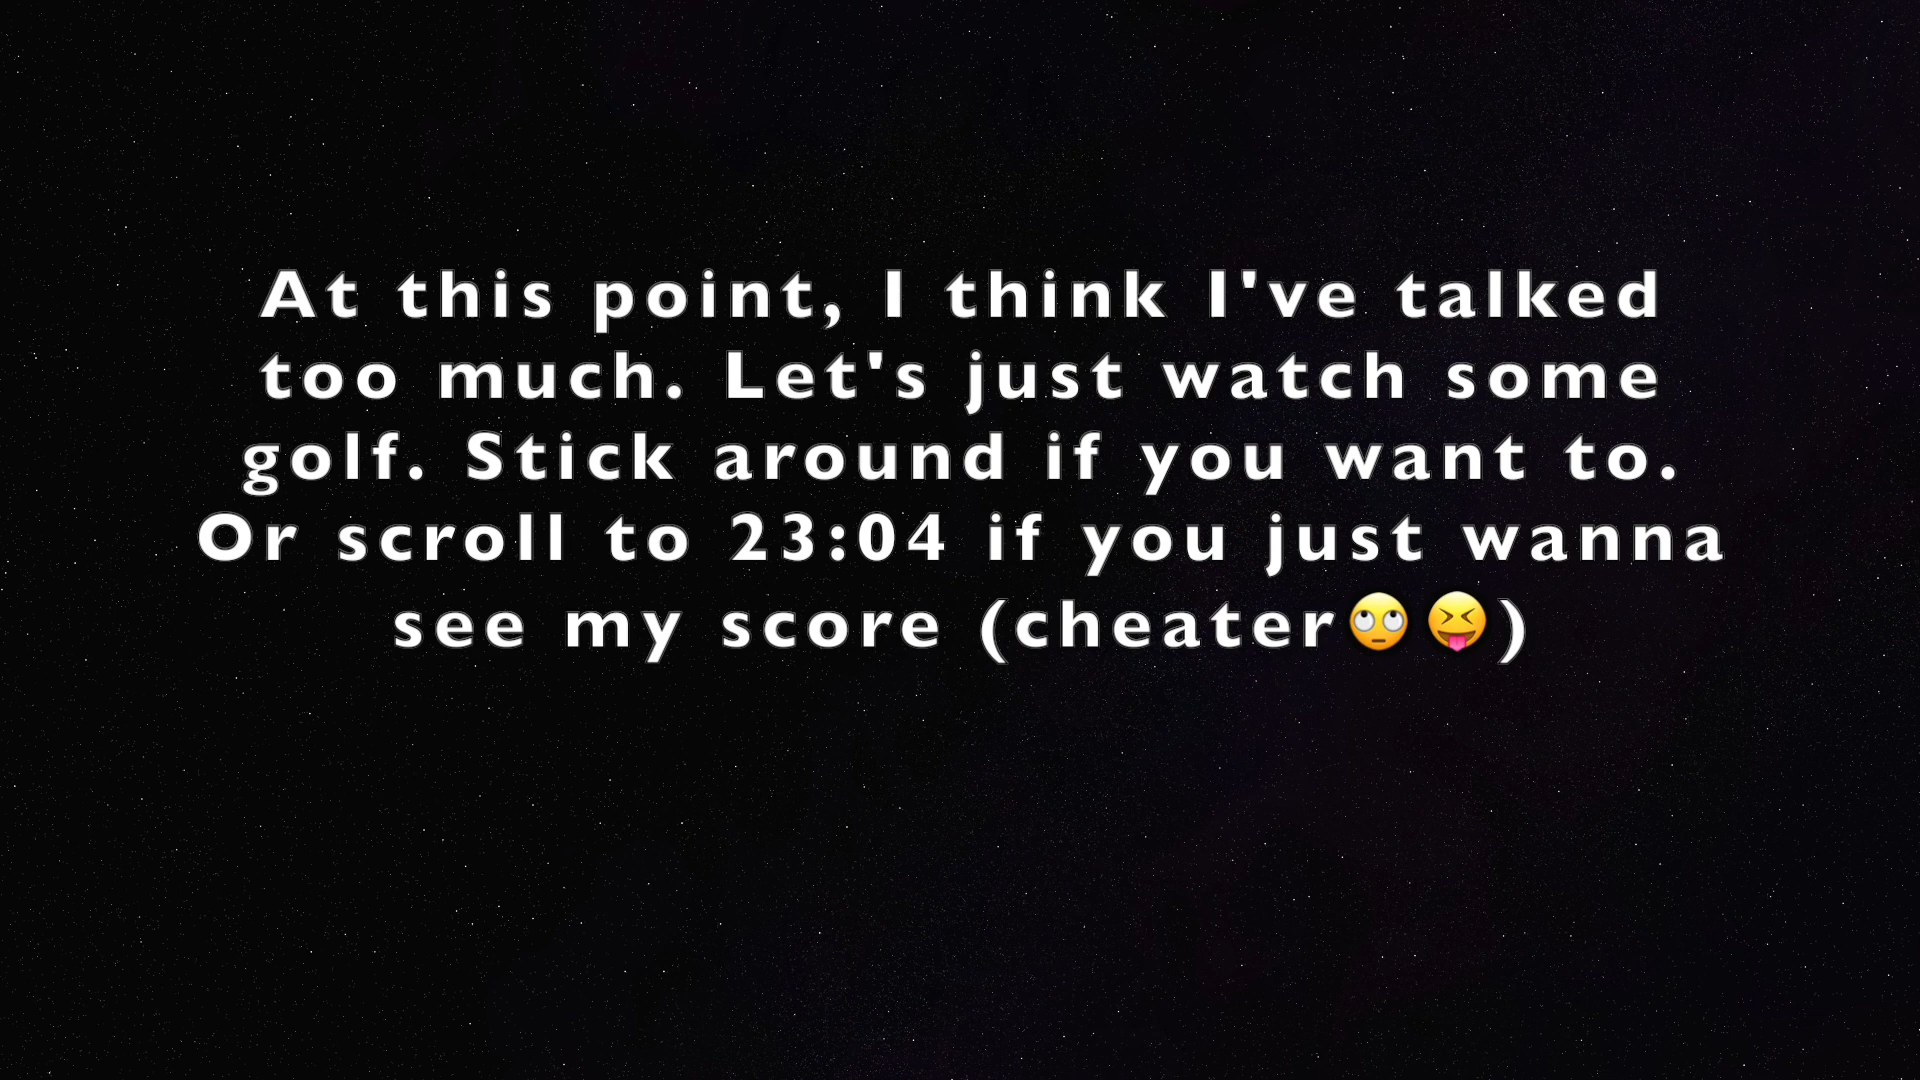 At this point, I think I've talked
too much. Let's just watch some
golf. Stick around if you want to.
Or scroll to 23:04 if you just wanna
see my score (cheater🙄😝)